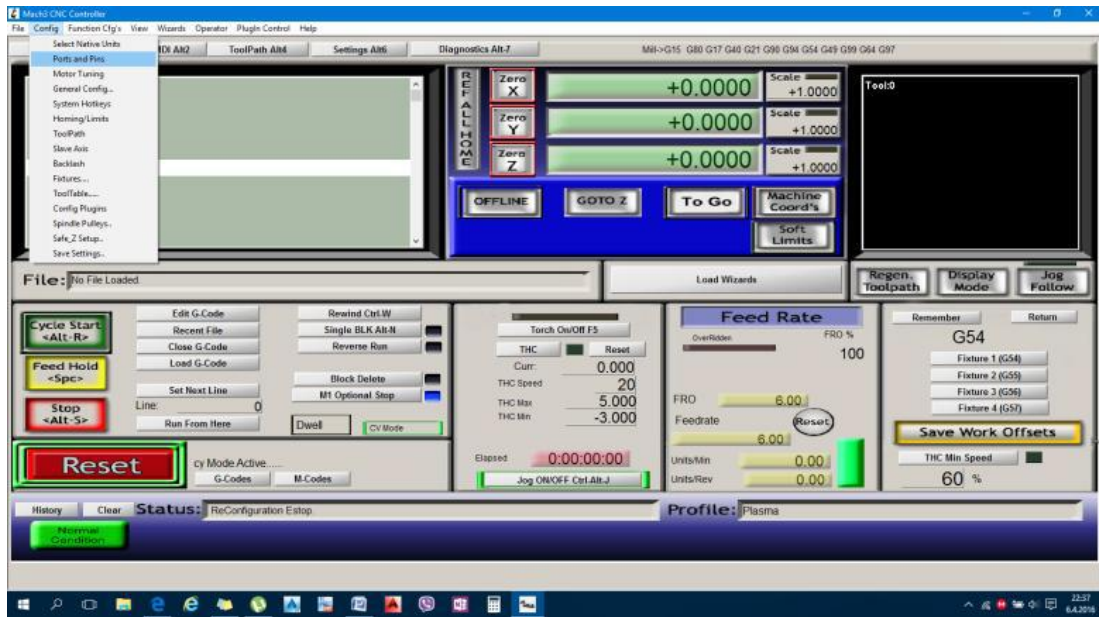 Mach3 CNC Controller
File Config Function Cfg's View Wizards Operator PlugIn Control Help
Select Native Units
Ports and Pins
Motor Tuning
General Config...
System Hotkeys
Homing/Limits
ToolPath
Slave Axis
Backlash
Fixtures...
ToolTable.....
Config Plugins
Spindle Pulleys..
Safe_Z Setup..
Save Settings..
MDI Alt2 ToolPath Alt4 Settings Alt6 Diagnostics Alt-7
Mill->G15 G80 G17 G40 G21 G90 G94 G54 G49 G99 G64 G97
REF ALL HOME
Zero X +0.0000 Scale +1.0000
Zero Y +0.0000 Scale +1.0000
Zero Z +0.0000 Scale +1.0000
OFFLINE GOTO Z To Go Machine Coord's
Soft Limits
Tool:0
File: No File Loaded.
Load Wizards
Regen. Toolpath Display Mode Jog Follow
Cycle Start <Alt-R>
Feed Hold <Spc>
Stop <Alt-S>
Edit G-Code
Recent File
Close G-Code
Load G-Code
Set Next Line
Line: 0
Run From Here
Rewind Ctrl-W
Single BLK Alt-N
Reverse Run
Block Delete
M1 Optional Stop
Dwell CV Mode
Reset
cy Mode Active.....
G-Codes M-Codes
Torch On/Off F5
THC Reset
Curr: 0.000
THC Speed 20
THC Max 5.000
THC Min -3.000
Elapsed 0:00:00:00
Jog ON/OFF Ctrl-Alt-J
Feed Rate
OverRidden FRO %
100
FRO 6.00
Feedrate Reset
6.00
Units/Min 0.00
Units/Rev 0.00
Remember Return
G54
Fixture 1 (G54)
Fixture 2 (G55)
Fixture 3 (G56)
Fixture 4 (G57)
Save Work Offsets
THC Min Speed
60 %
History Clear Status: ReConfiguration Estop. Profile: Plasma
Normal Condition
22:37
6.4.2016